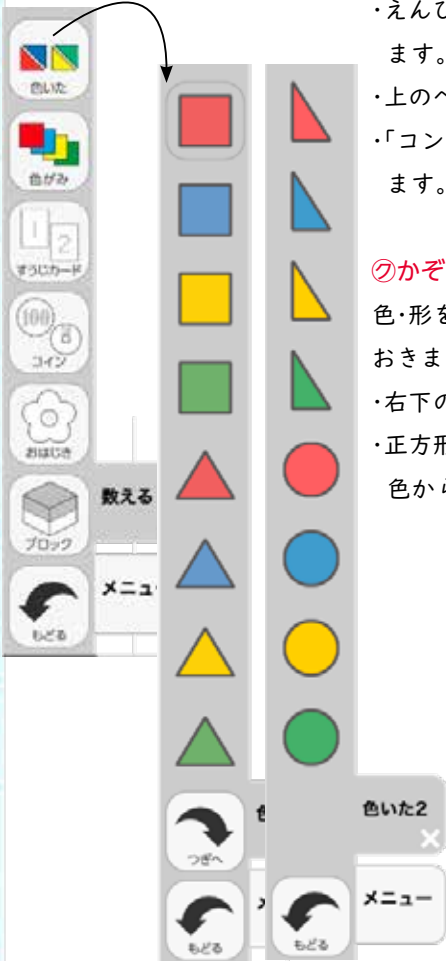 色いた
色がみ
1 2
すうじカード
100
コイン
おはじき
ブロック
もどる
数える
メニュー
つぎへ
もどる
もどる
色いた2
メニュー
・えんぴ
ます。
・上のペ
・「コン
ます。
㋗かぞ
色・形を
おきま
・右下の
・正方形
色から